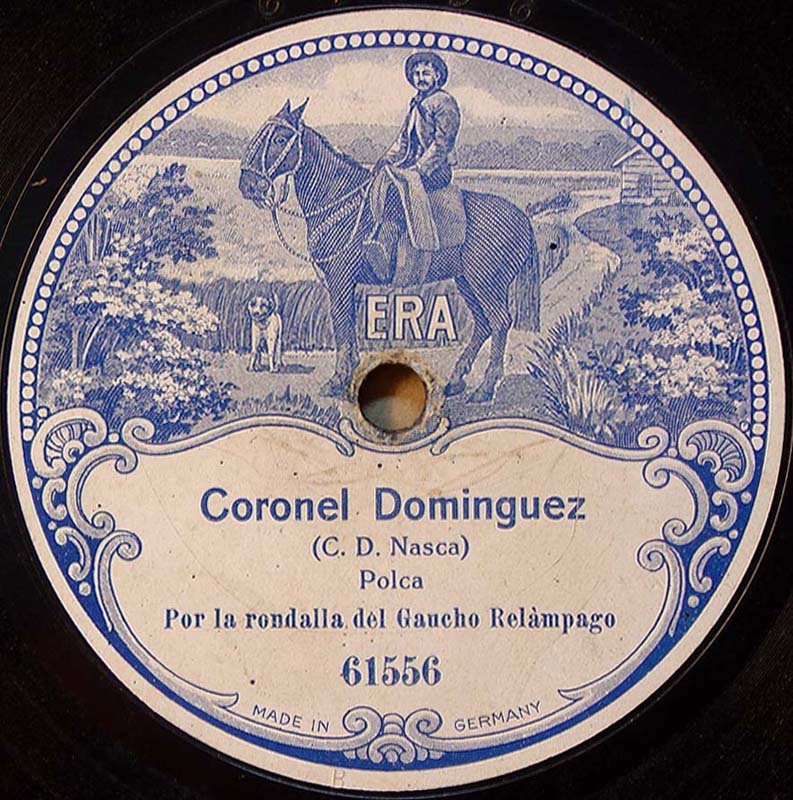 ERA
Coronel Dominguez
(C. D. Nasca)
Polca
Por la rondalla del Gaucho Relàmpago
61556
MADE IN GERMANY
B